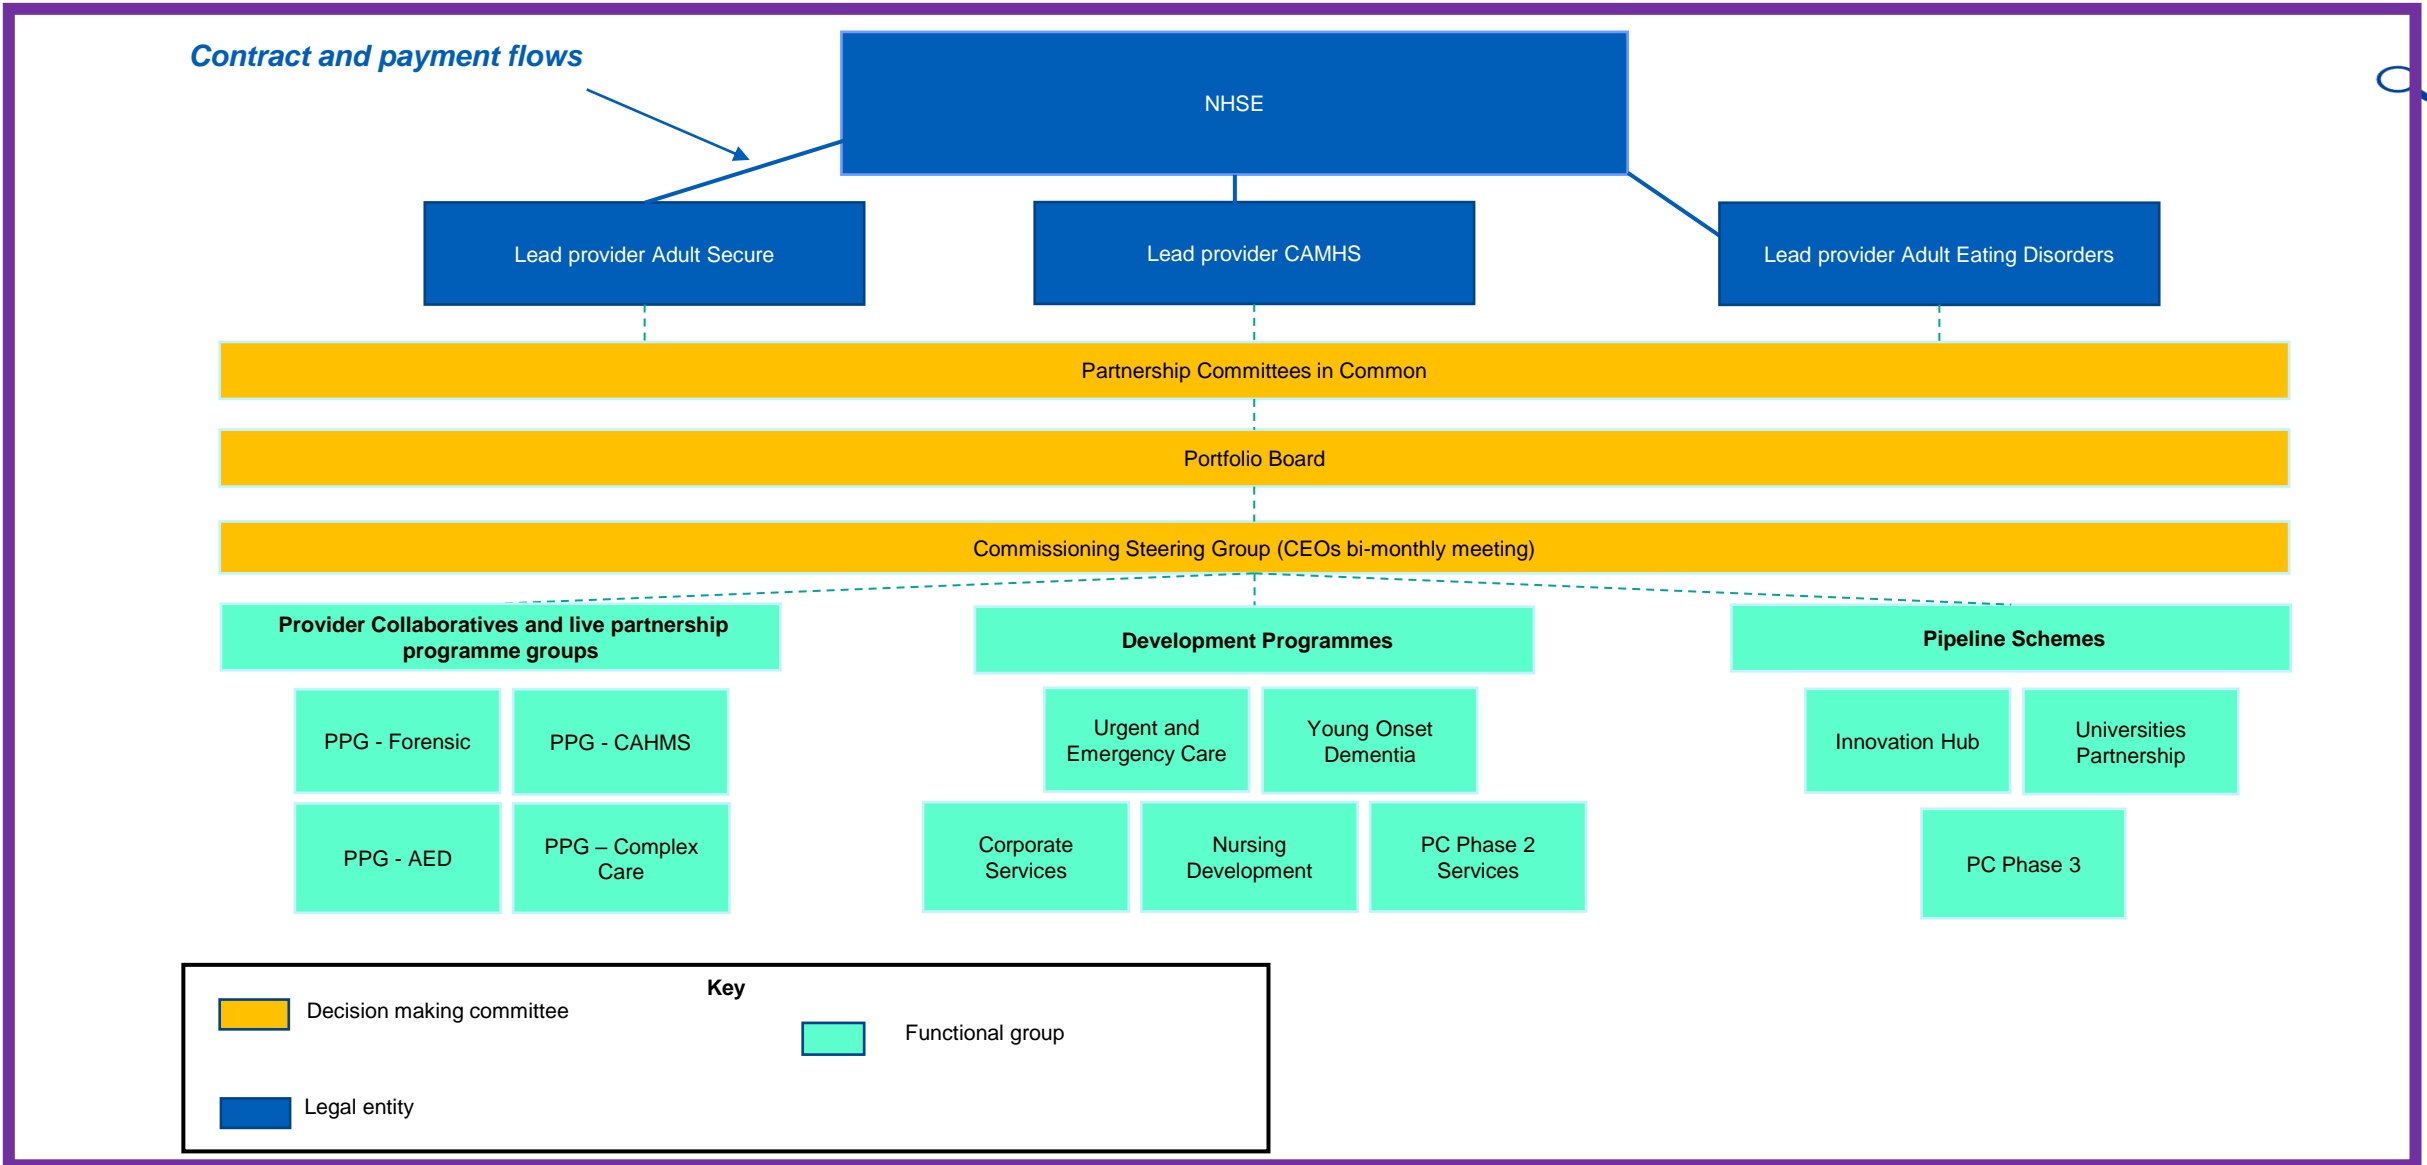 Contract and payment flows
NHSE
Lead provider Adult Secure
Lead provider CAMHS
Lead provider Adult Eating Disorders
Partnership Committees in Common
Portfolio Board
Commissioning Steering Group (CEOs bi-monthly meeting)
Provider Collaboratives and live partnership
programme groups
Development Programmes
Pipeline Schemes
PPG - Forensic
PPG - CAHMS
Urgent and
Emergency Care
Young Onset
Dementia
Innovation Hub
Universities
Partnership
PPG - AED
PPG – Complex
Care
Corporate
Services
Nursing
Development
PC Phase 2
Services
PC Phase 3
Key
Decision making committee
Functional group
Legal entity